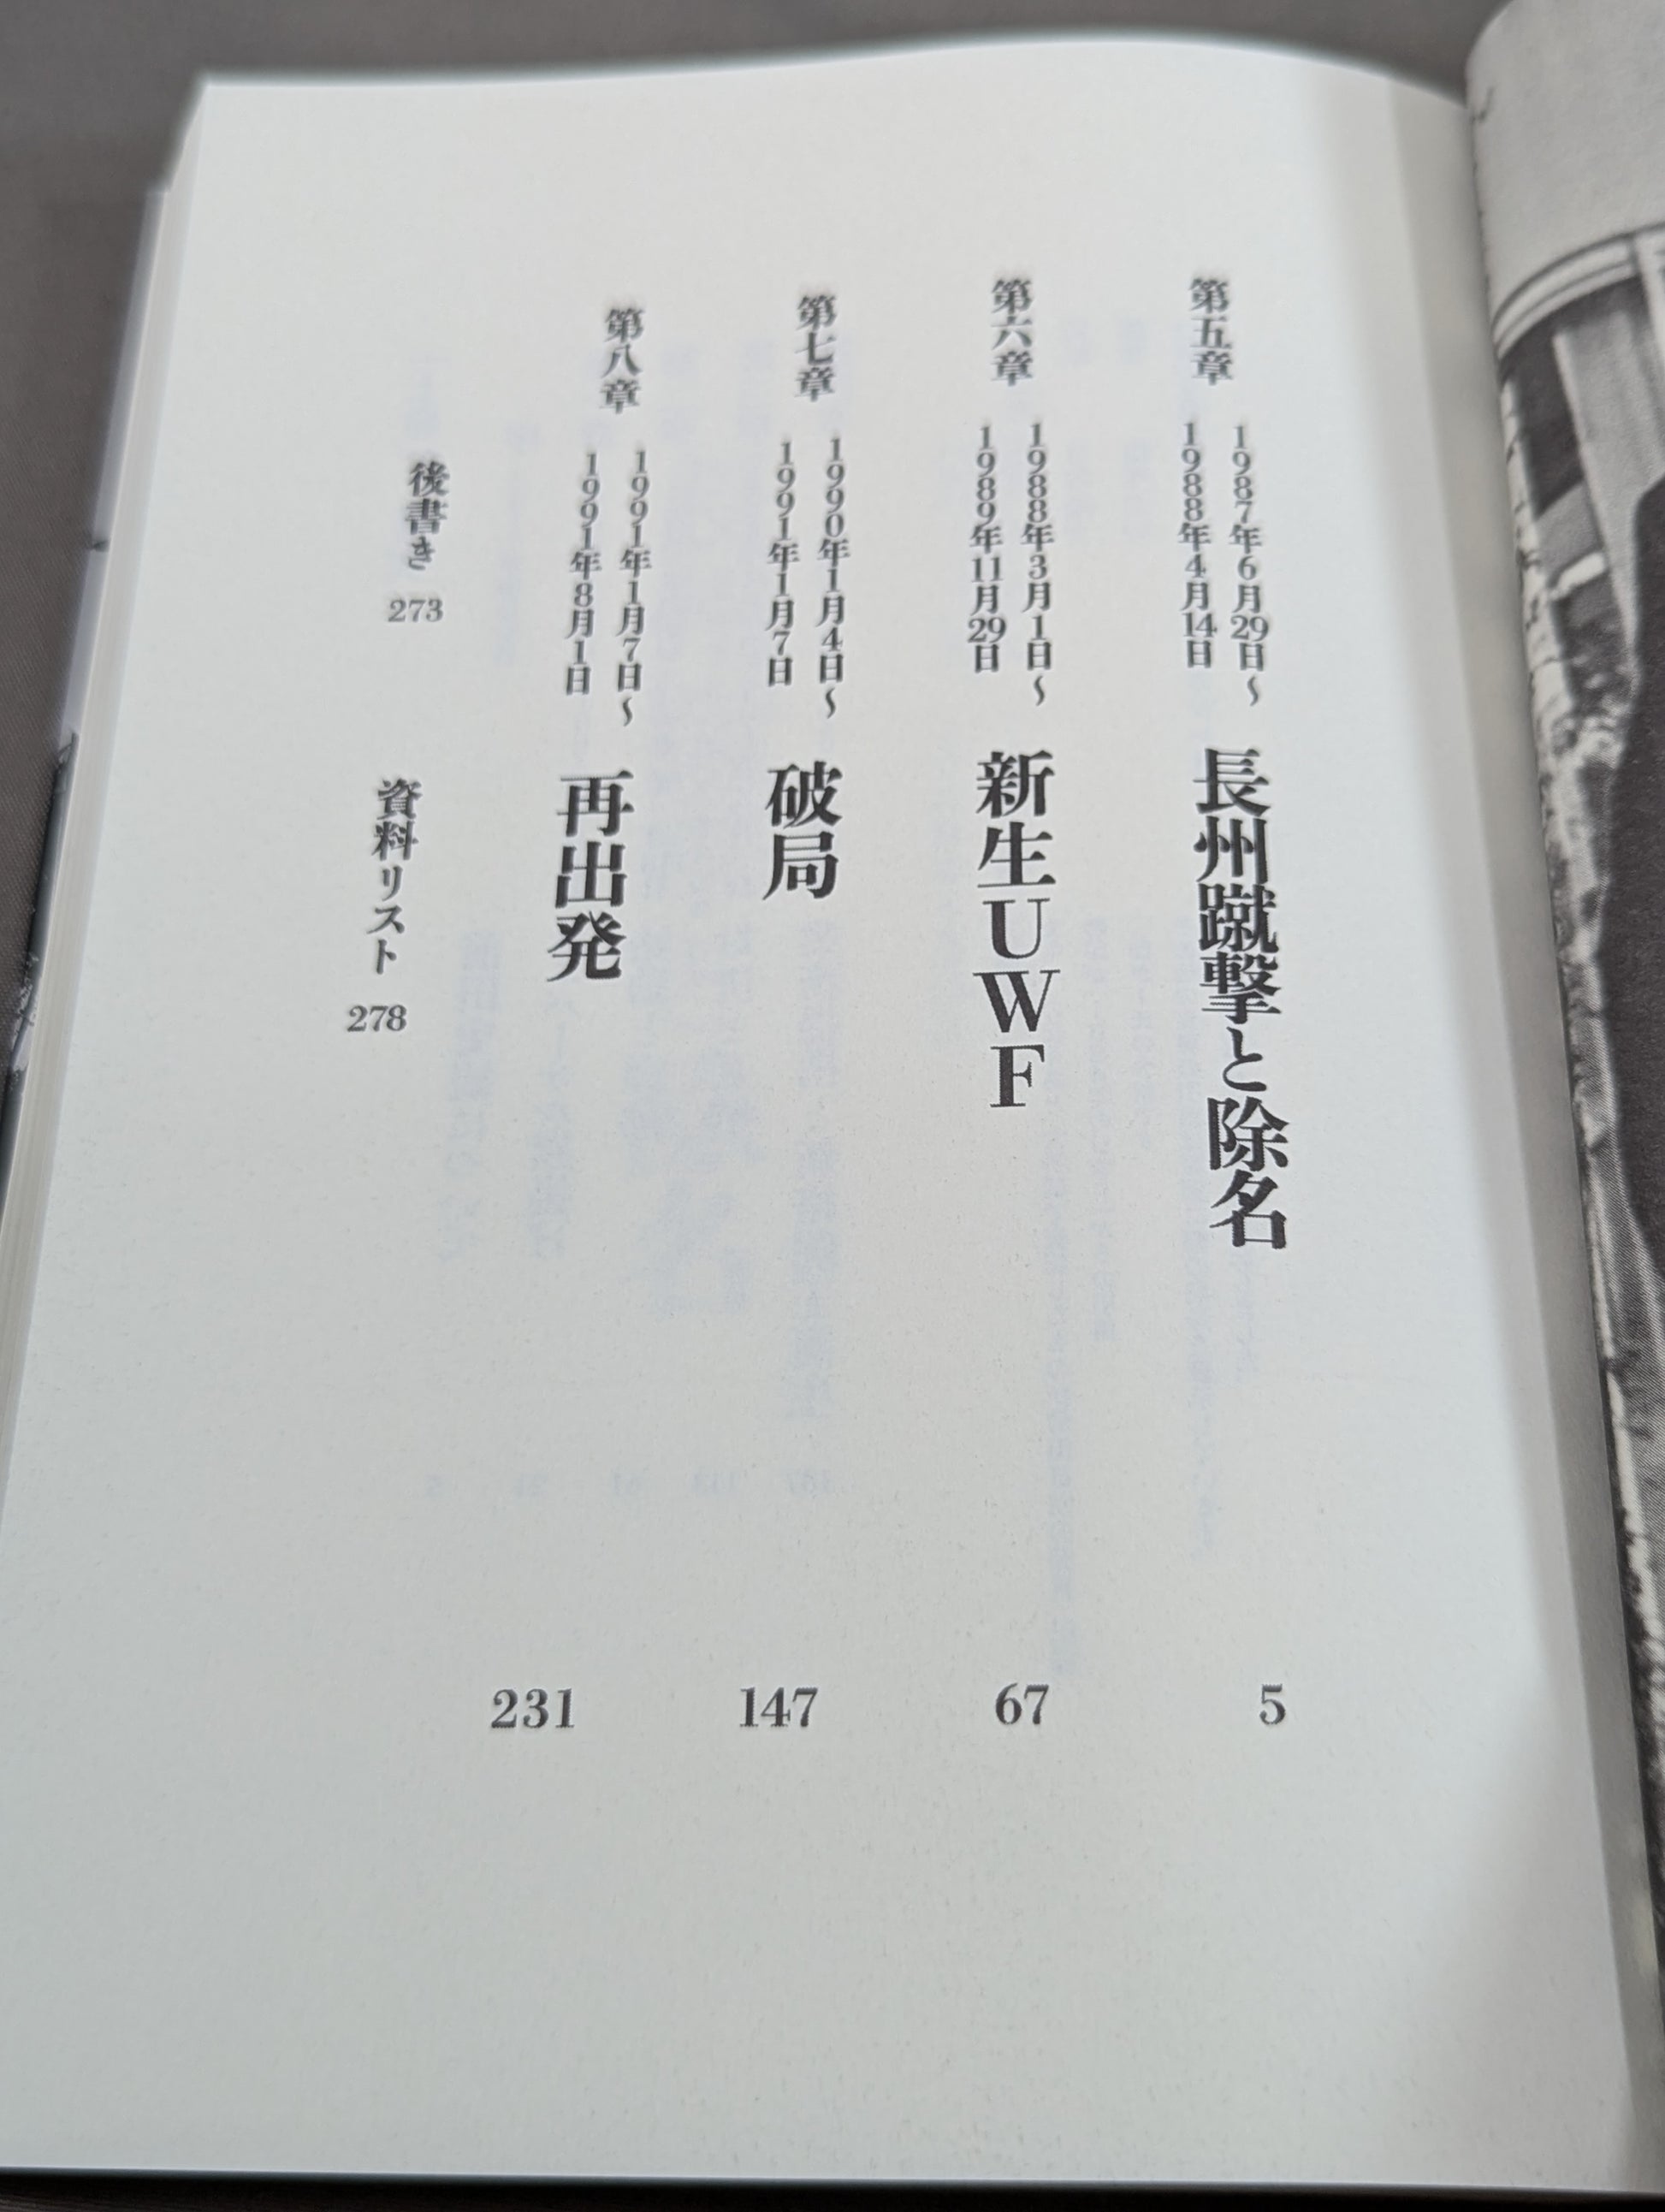 第五章
1987年6月29日〜
1988年4月14日
長州蹴撃と除名
5
第六章
1988年3月1日〜
1989年11月29日
新生UWF
67
第七章
1990年1月4日〜
1991年1月7日
破局
147
第八章
1991年1月7日〜
1991年8月1日
再出発
231
後書き 273
資料リスト 278